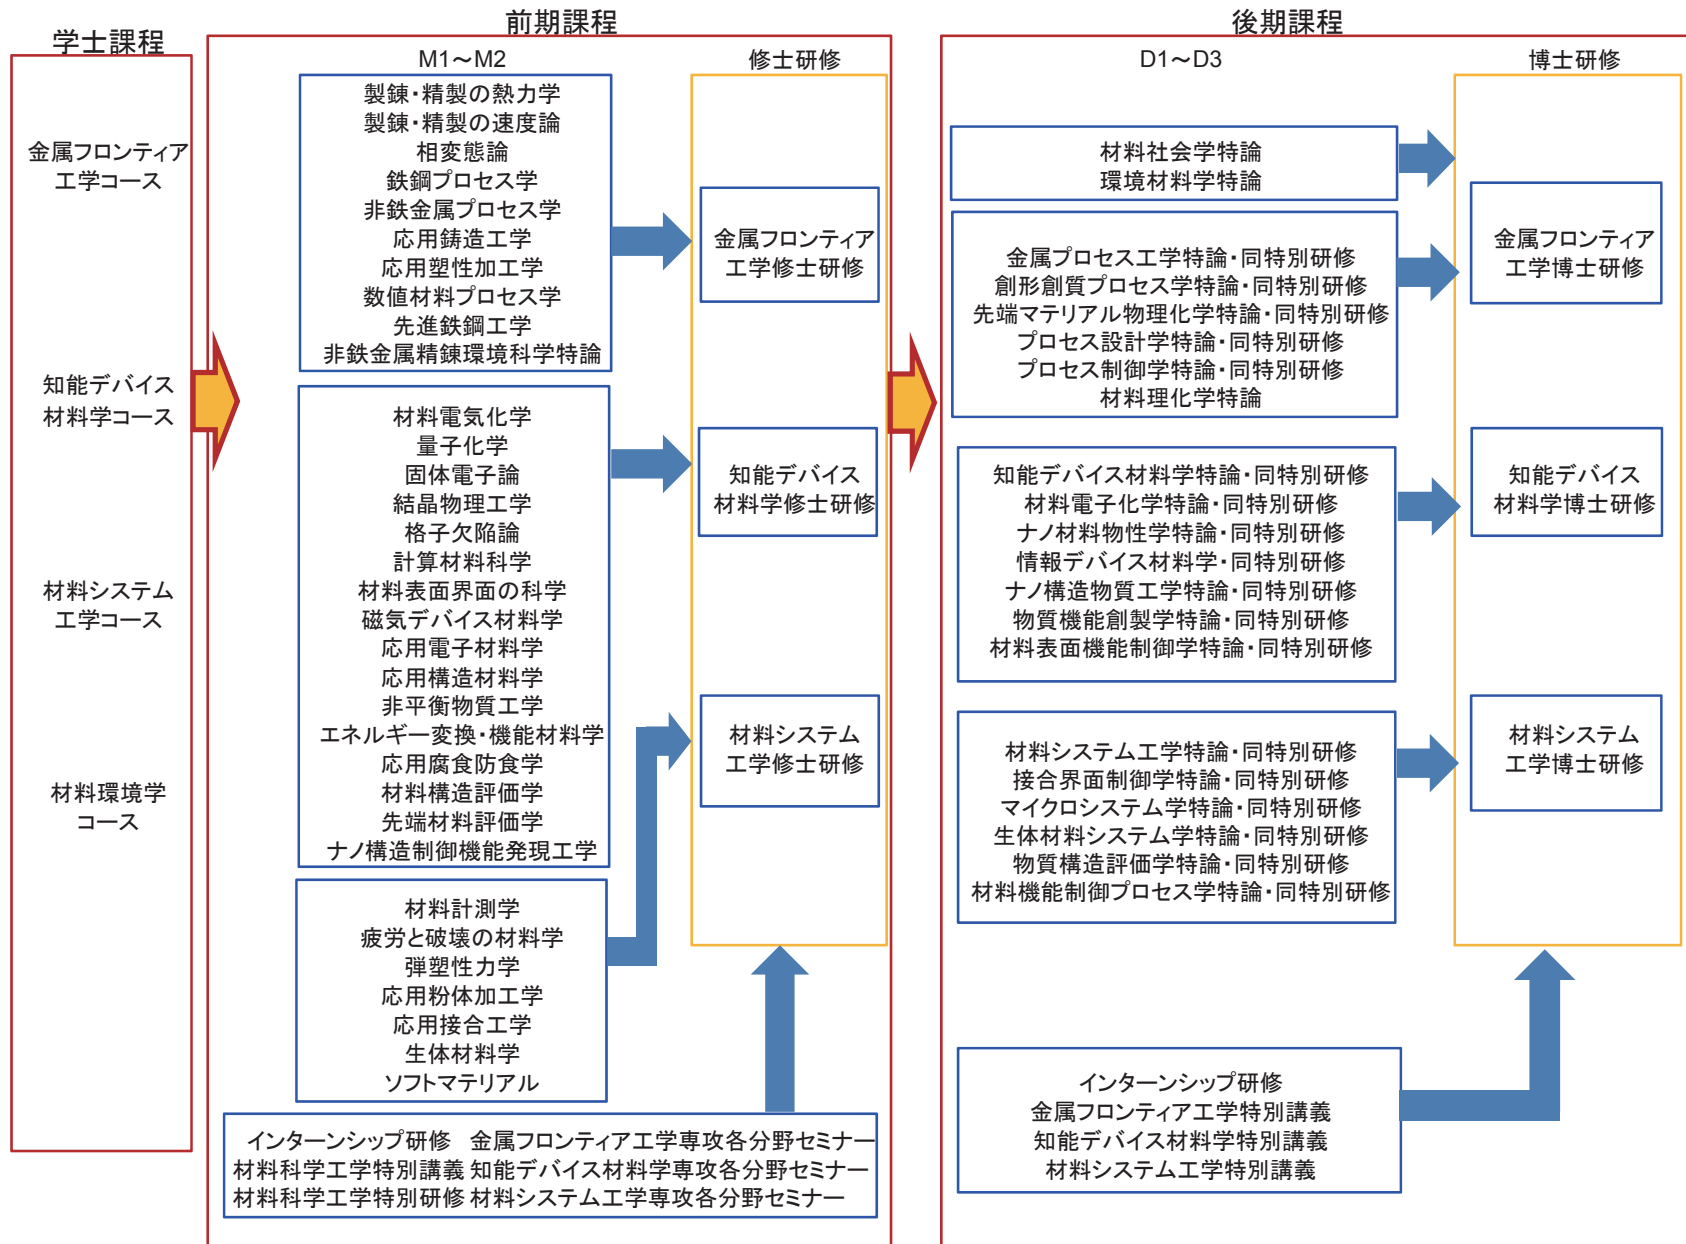 学士課程
金属フロンティア
工学コース
知能デバイス
材料学コース
材料システム
工学コース
材料環境学
コース
前期課程
M1～M2
製錬・精製の熱力学
製錬・精製の速度論
相変態論
鉄鋼プロセス学
非鉄金属プロセス学
応用鋳造工学
応用塑性加工学
数値材料プロセス学
先進鉄鋼工学
非鉄金属精錬環境科学特論
材料電気化学
量子化学
固体電子論
結晶物理工学
格子欠陥論
計算材料科学
材料表面界面の科学
磁気デバイス材料学
応用電子材料学
応用構造材料学
非平衡物質工学
エネルギー変換・機能材料学
応用腐食防食学
材料構造評価学
先端材料評価学
ナノ構造制御機能発現工学
材料計測学
疲労と破壊の材料学
弾塑性力学
応用粉体加工学
応用接合工学
生体材料学
ソフトマテリアル
インターンシップ研修 金属フロンティア工学専攻各分野セミナー
材料科学工学特別講義 知能デバイス材料学専攻各分野セミナー
材料科学工学特別研修 材料システム工学専攻各分野セミナー
修士研修
金属フロンティア
工学修士研修
知能デバイス
材料学修士研修
材料システム
工学修士研修
後期課程
D1～D3
材料社会学特論
環境材料学特論
金属プロセス工学特論・同特別研修
創形創質プロセス学特論・同特別研修
先端マテリアル物理化学特論・同特別研修
プロセス設計学特論・同特別研修
プロセス制御学特論・同特別研修
材料理化学特論
知能デバイス材料学特論・同特別研修
材料電子化学特論・同特別研修
ナノ材料物性学特論・同特別研修
情報デバイス材料学・同特別研修
ナノ構造物質工学特論・同特別研修
物質機能創製学特論・同特別研修
材料表面機能制御学特論・同特別研修
材料システム工学特論・同特別研修
接合界面制御学特論・同特別研修
マイクロシステム学特論・同特別研修
生体材料システム学特論・同特別研修
物質構造評価学特論・同特別研修
材料機能制御プロセス学特論・同特別研修
インターンシップ研修
金属フロンティア工学特別講義
知能デバイス材料学特別講義
材料システム工学特別講義
博士研修
金属フロンティア
工学博士研修
知能デバイス
材料学博士研修
材料システム
工学博士研修